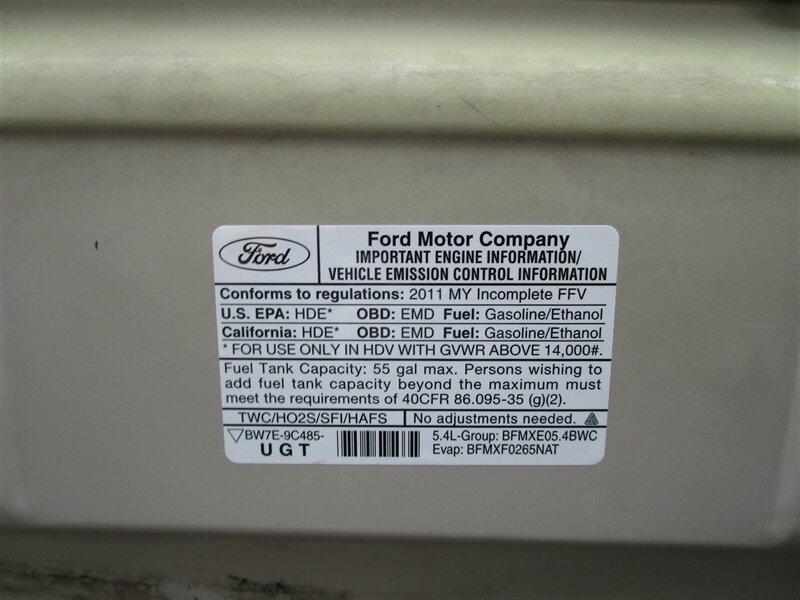 Ford
Ford Motor Company
IMPORTANT ENGINE INFORMATION/
VEHICLE EMISSION CONTROL INFORMATION
Conforms to regulations: 2011 MY Incomplete FFV
U.S. EPA: HDE* OBD: EMD Fuel: Gasoline/Ethanol
California: HDE* OBD: EMD Fuel: Gasoline/Ethanol
* FOR USE ONLY IN HDV WITH GVWR ABOVE 14,000#.
Fuel Tank Capacity: 55 gal max. Persons wishing to
add fuel tank capacity beyond the maximum must
meet the requirements of 40CFR 86.095-35 (g)(2).
TWC/HO2S/SFI/HAFS No adjustments needed.
BW7E-9C485-
UGT
5.4L-Group: BFMXE05.4BWC
Evap: BFMXF0265NAT